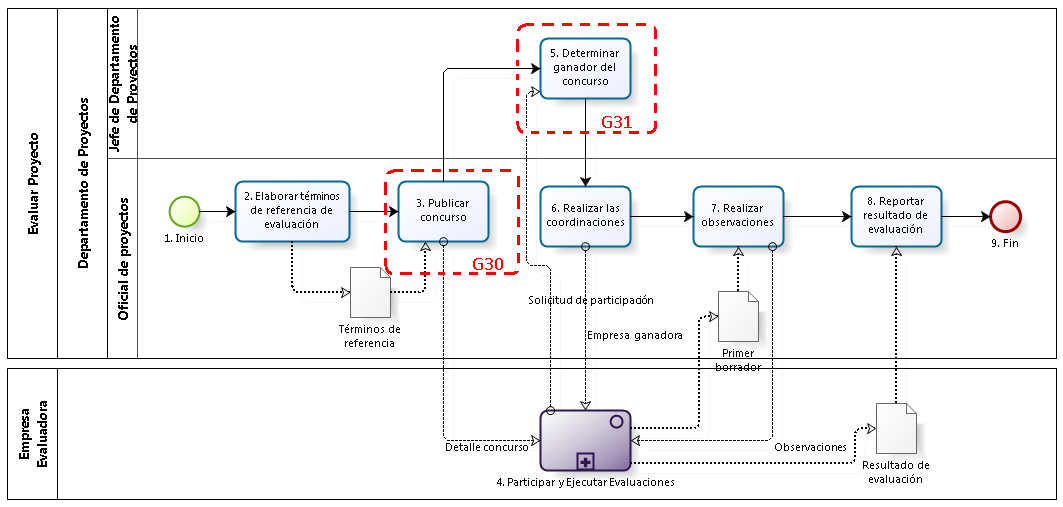 Evaluar Proyecto
Departamento de Proyectos
Jefe de Departamento
de Proyectos
Oficial de proyectos
5. Determinar
ganador del
concurso
G31
1. Inicio
2. Elaborar términos
de referencia de
evaluación
3. Publicar
concurso
G30
6. Realizar las
coordinaciones
7. Realizar
observaciones
8. Reportar
resultado de
evaluación
9. Fin
Términos de
referencia
Solicitud de participación
Empresa ganadora
Primer
borrador
Empresa
Evaluadora
Detalle concurso
4. Participar y Ejecutar Evaluaciones
Observaciones
Resultado de
evaluación